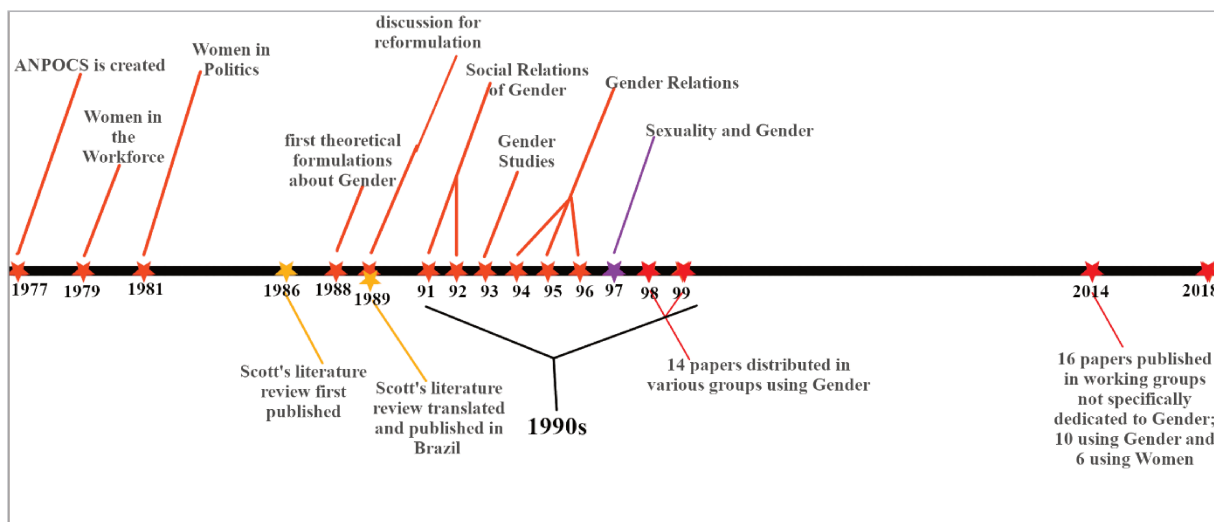 discussion for
reformulation
Women in
Politics
ANPOCS is created
Social Relations
of Gender
Gender Relations
Women in
the
Workforce
first theoretical
formulations
about Gender
Gender
Studies
Sexuality and Gender
1977
1979
1981
1986
1988
1989
91
92
93
94
95
96
97
98
99
2014
2018
Scott's literature
review first
published
Scott's literature
review translated
and published in
Brazil
1990s
14 papers distributed in
various groups using Gender
16 papers published
in working groups
not specifically
dedicated to Gender;
10 using Gender and
6 using Women